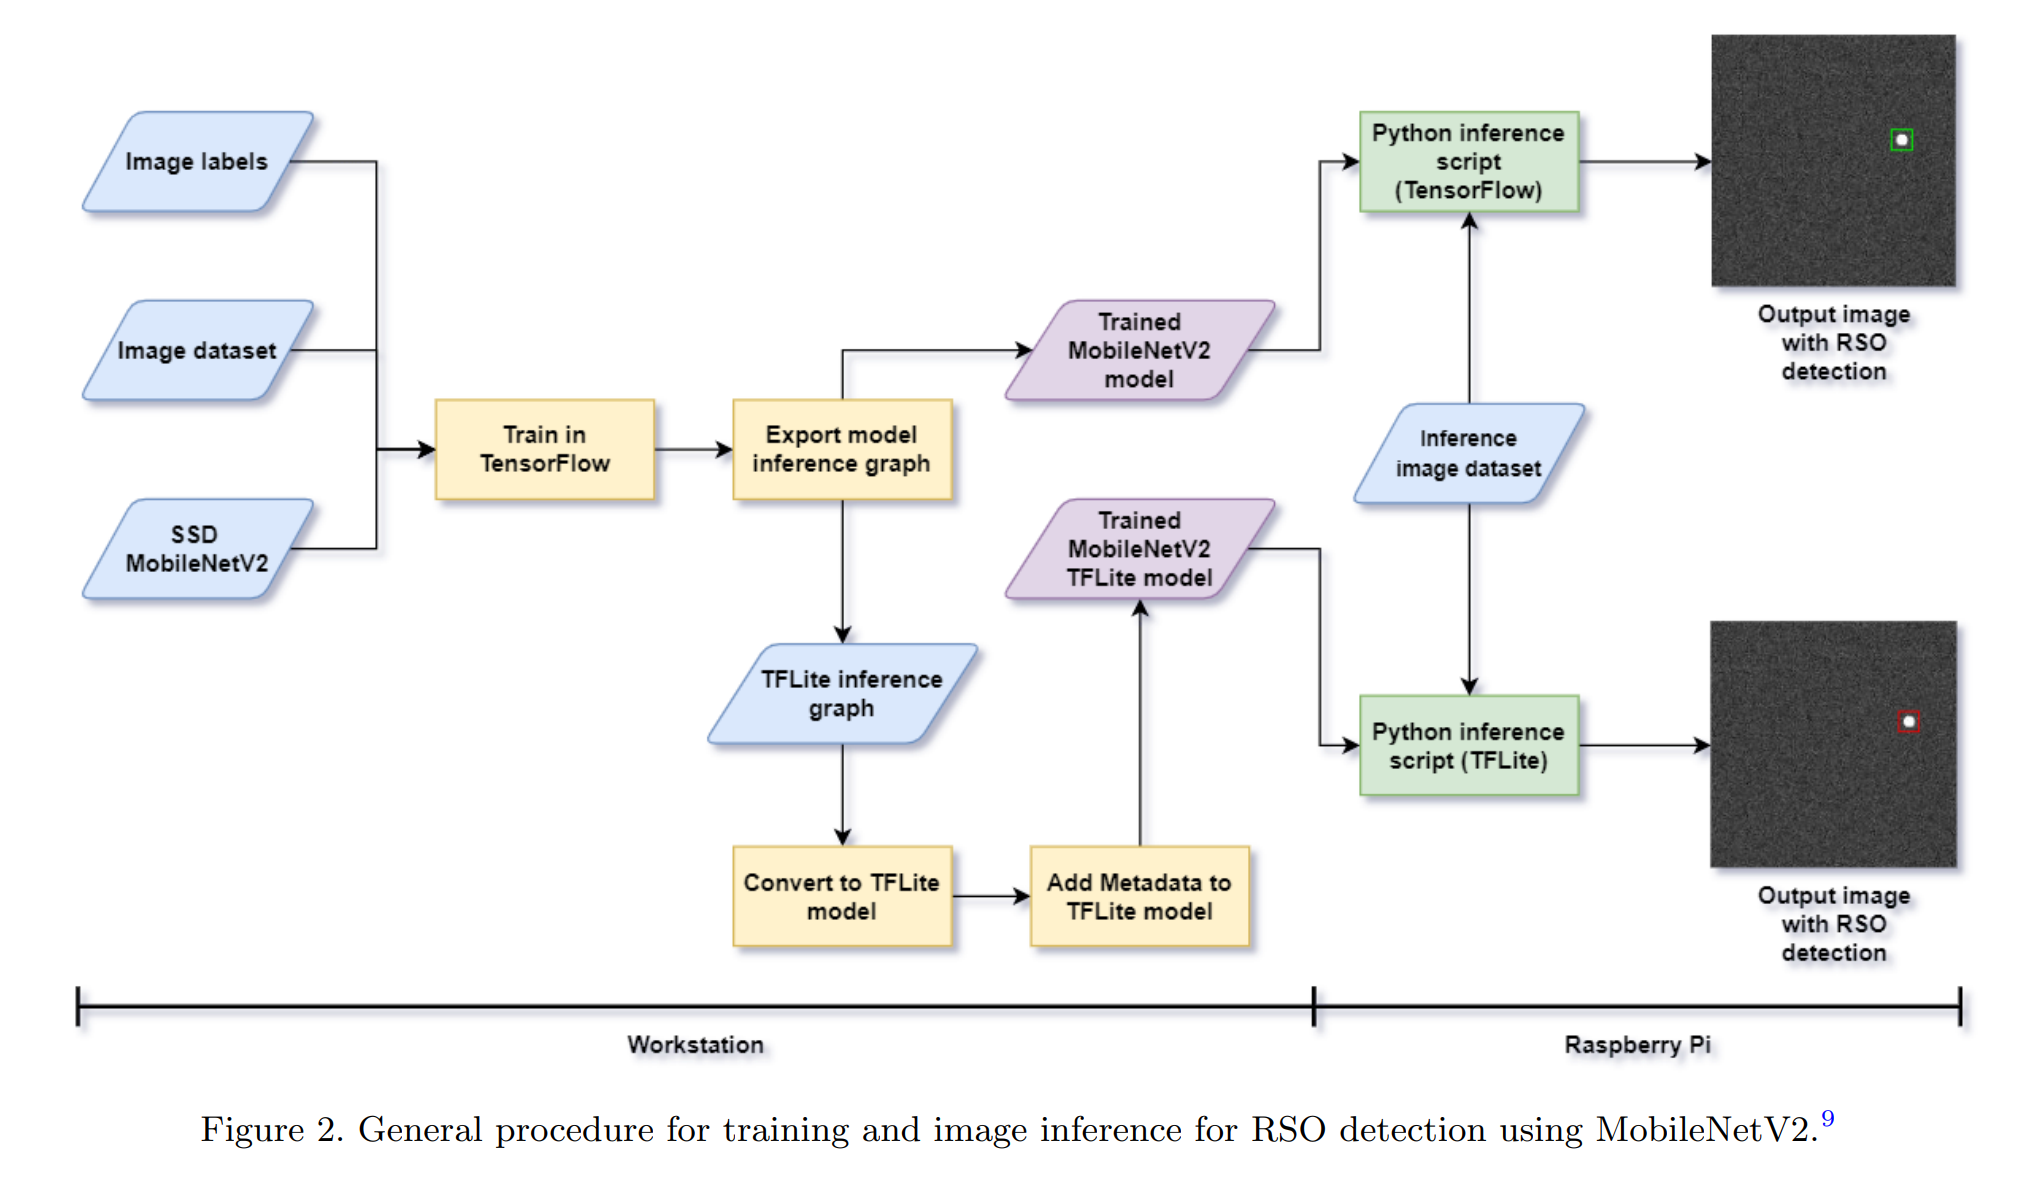 Image labels
Image dataset
SSD
MobileNetV2
Train in
TensorFlow
Export model
inference graph
TFLite inference
graph
Convert to TFLite
model
Add Metadata to
TFLite model
Trained
MobileNetV2
model
Trained
MobileNetV2
TFLite model
Python inference
script
(TensorFlow)
Inference
image dataset
Python inference
script (TFLite)
Output image
with RSO
detection
Output image
with RSO
detection
Workstation
Raspberry Pi
Figure 2. General procedure for training and image inference for RSO detection using MobileNetV2.9